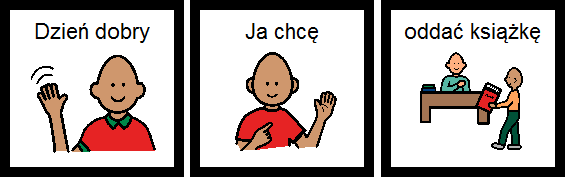 Dzień dobry
Ja chcę
oddać książkę